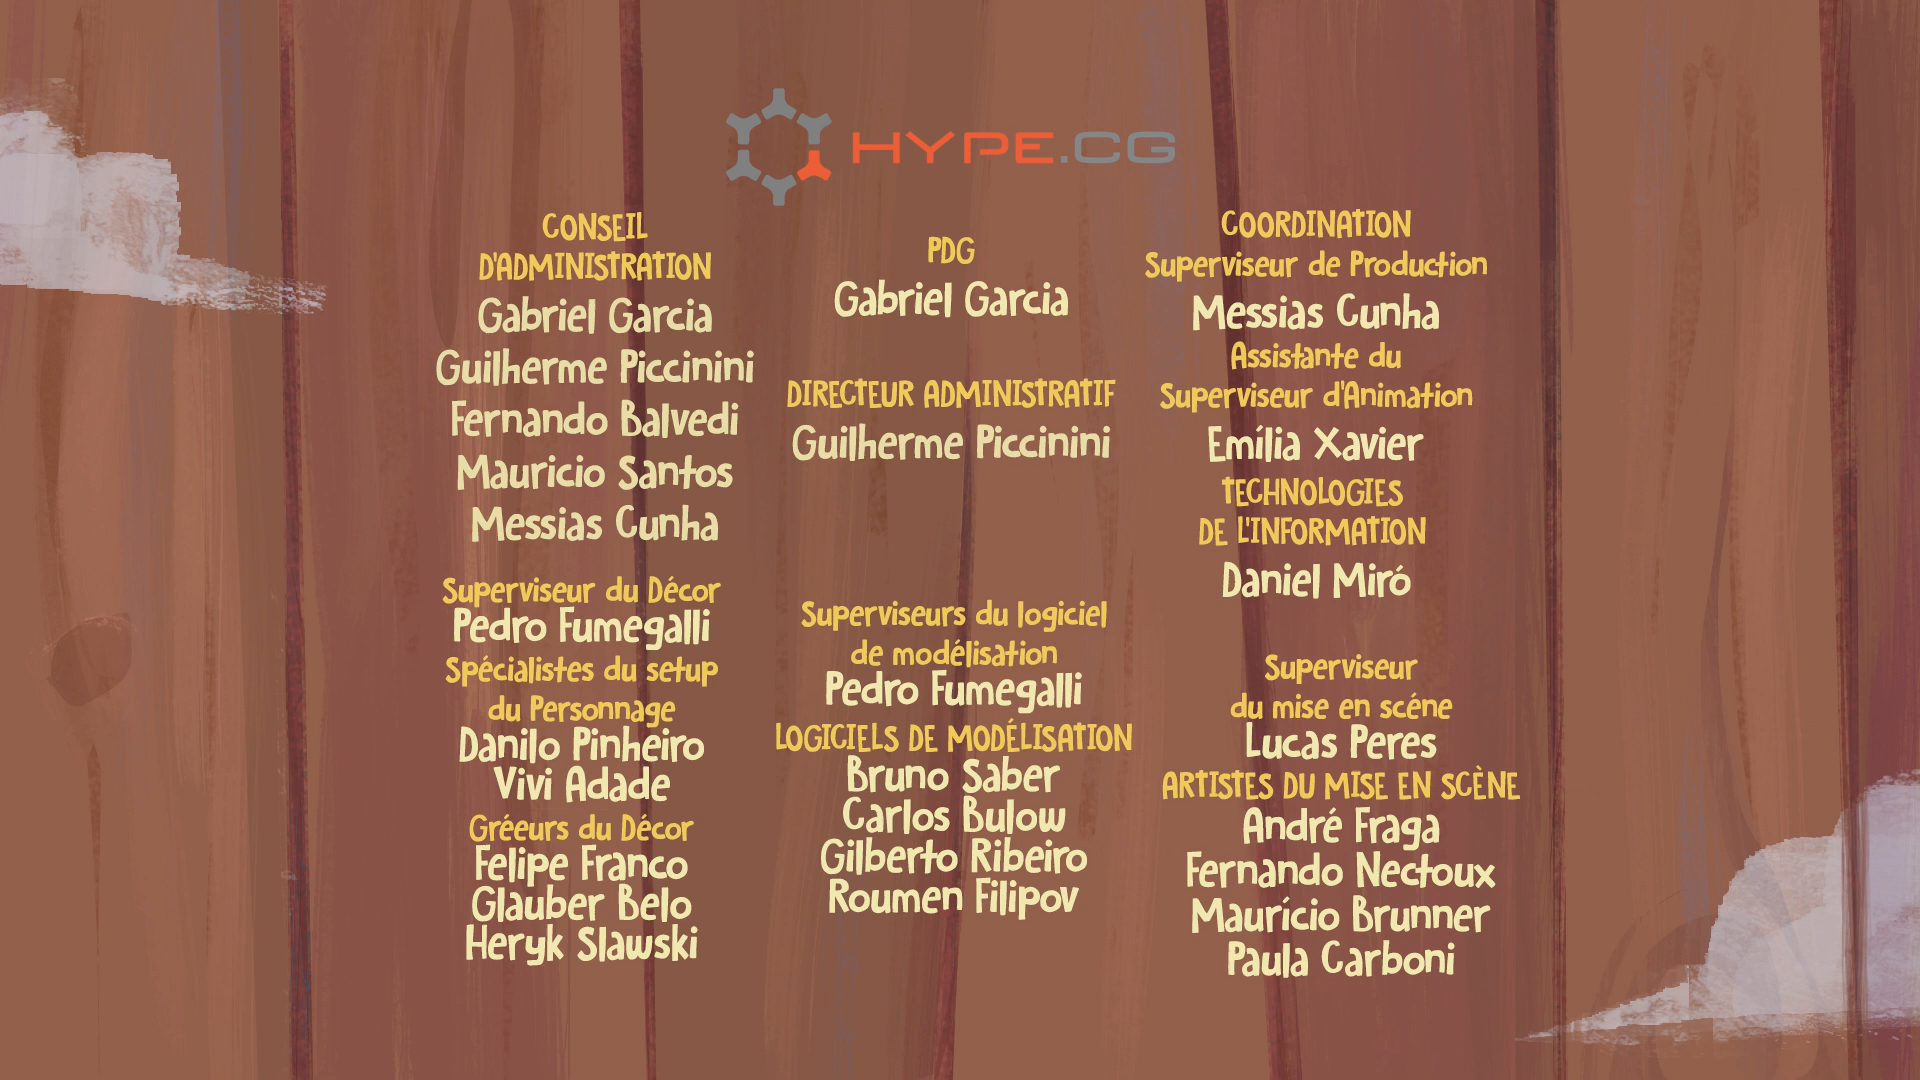 HYPE.CG
CONSEIL
D'ADMINISTRATION
Gabriel Garcia
Guilherme Piccinini
Fernando Balvedi
Mauricio Santos
Messias Cunha
Superviseur du Décor
Pedro Fumegalli
Spécialistes du setup
du Personnage
Danilo Pinheiro
Vivi Adade
Gréeurs du Décor
Felipe Franco
Glauber Belo
Heryk Slawski
PDG
Gabriel Garcia
DIRECTEUR ADMINISTRATIF
Guilherme Piccinini
Superviseurs du logiciel
de modélisation
Pedro Fumegalli
LOGICIELS DE MODÉLISATION
Bruno Saber
Carlos Bulow
Gilberto Ribeiro
Roumen Filipov
COORDINATION
Superviseur de Production
Messias Cunha
Assistante du
Superviseur d'Animation
Emília Xavier
TECHNOLOGIES
DE L'INFORMATION
Daniel Miró
Superviseur
du mise en scéne
Lucas Peres
ARTISTES DU MISE EN SCÈNE
André Fraga
Fernando Nectoux
Maurício Brunner
Paula Carboni